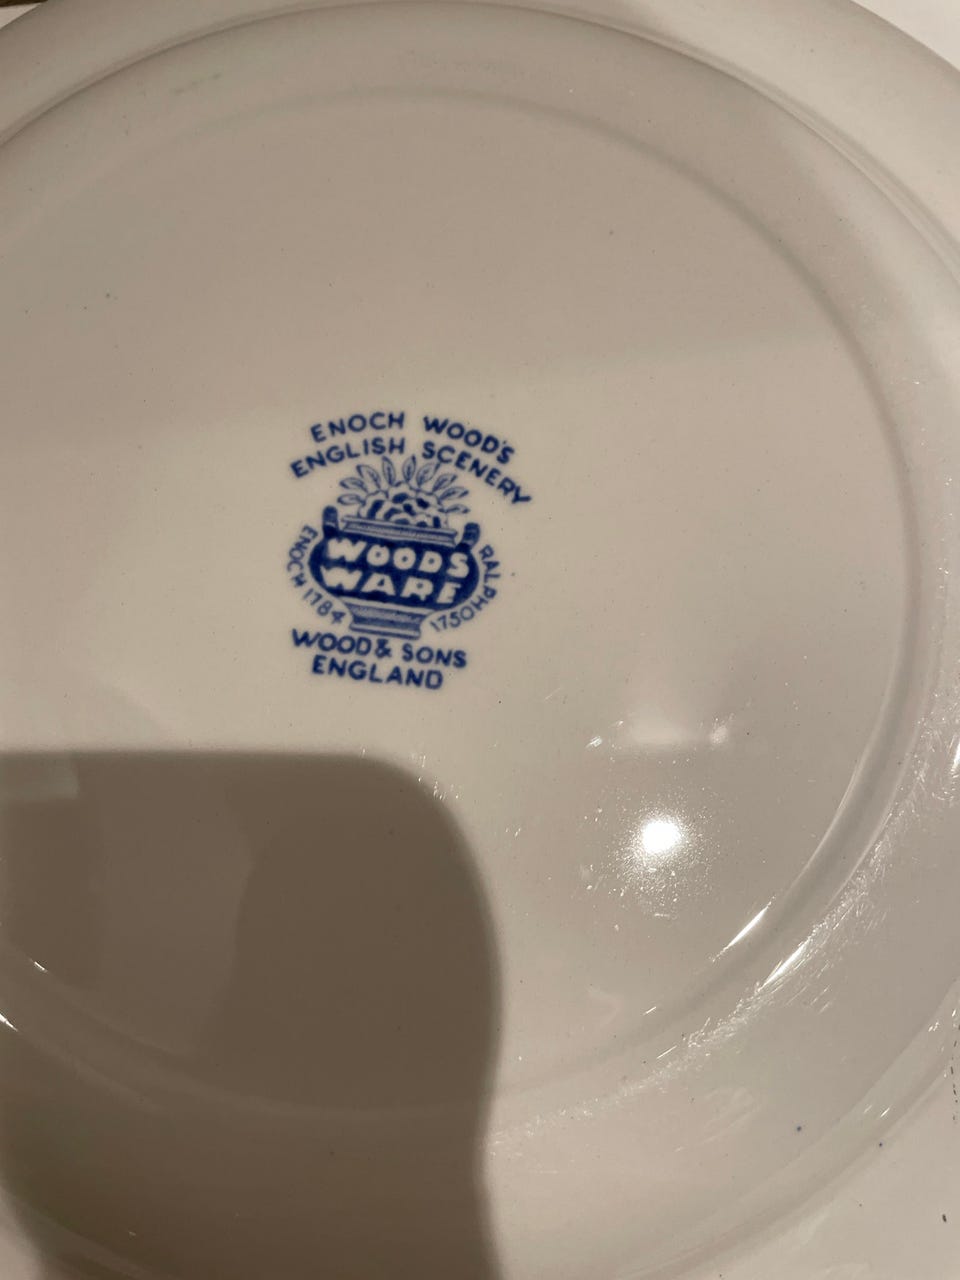 ENOCH WOOD'S
ENGLISH SCENERY
WOODS
WARE
ENOCH 1784
RALPH 1750
WOOD & SONS
ENGLAND